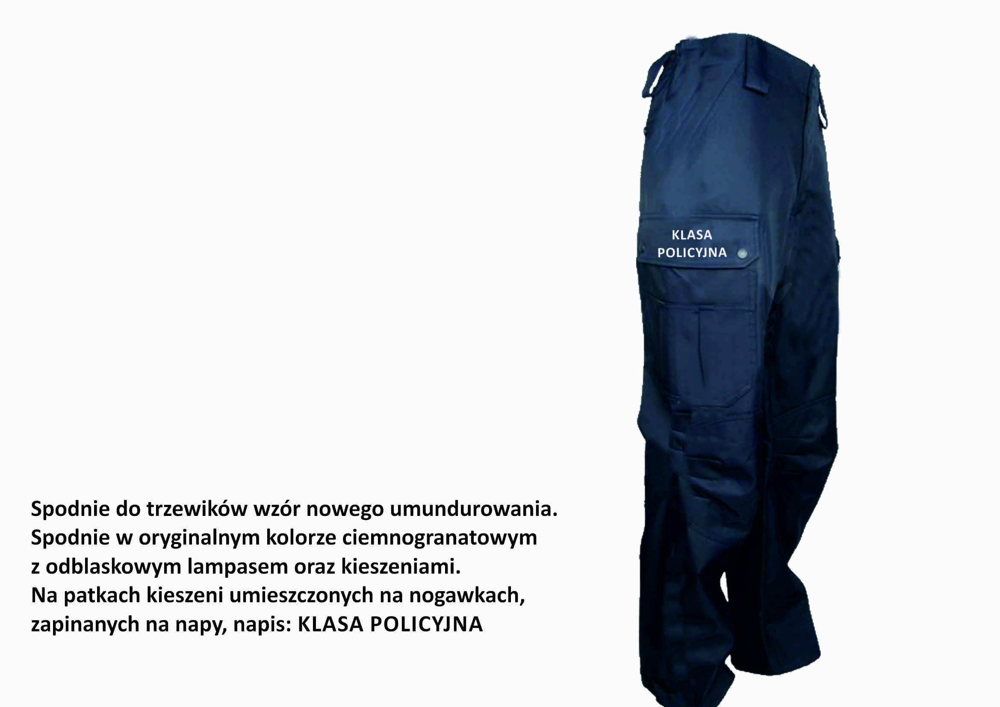 KLASA
POLICYJNA
Spodnie do trzewików wzór nowego umundurowania.
Spodnie w oryginalnym kolorze ciemnogranatowym
z odblaskowym lampasem oraz kieszeniami.
Na patkach kieszeni umieszczonych na nogawkach,
zapinanych na napy, napis: KLASA POLICYJNA